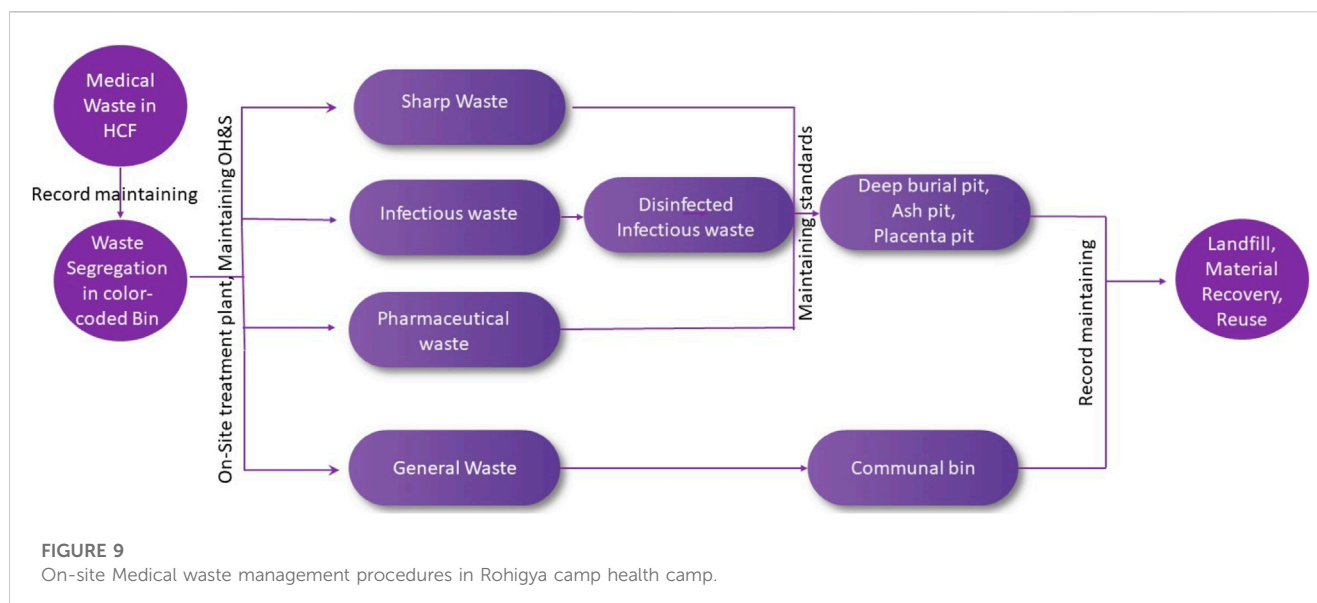 Medical
Waste in
HCF
Record maintaining
Waste
Segregation
in color-
coded Bin
On-Site treatment plant, Maintaining OH&S
Sharp Waste
Infectious waste
Disinfected
Infectious waste
Pharmaceutical
waste
General Waste
Maintaining standards
Deep burial pit,
Ash pit,
Placenta pit
Communal bin
Record maintaining
Landfill,
Material
Recovery,
Reuse
FIGURE 9
On-site Medical waste management procedures in Rohigya camp health camp.